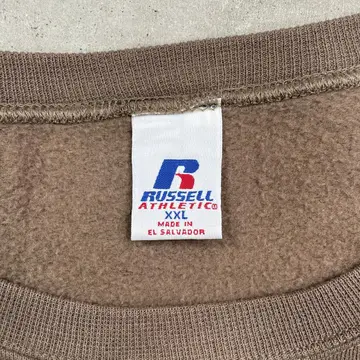 R
RUSSELL
ATHLETIC®
XXL
MADE IN
EL SALVADOR